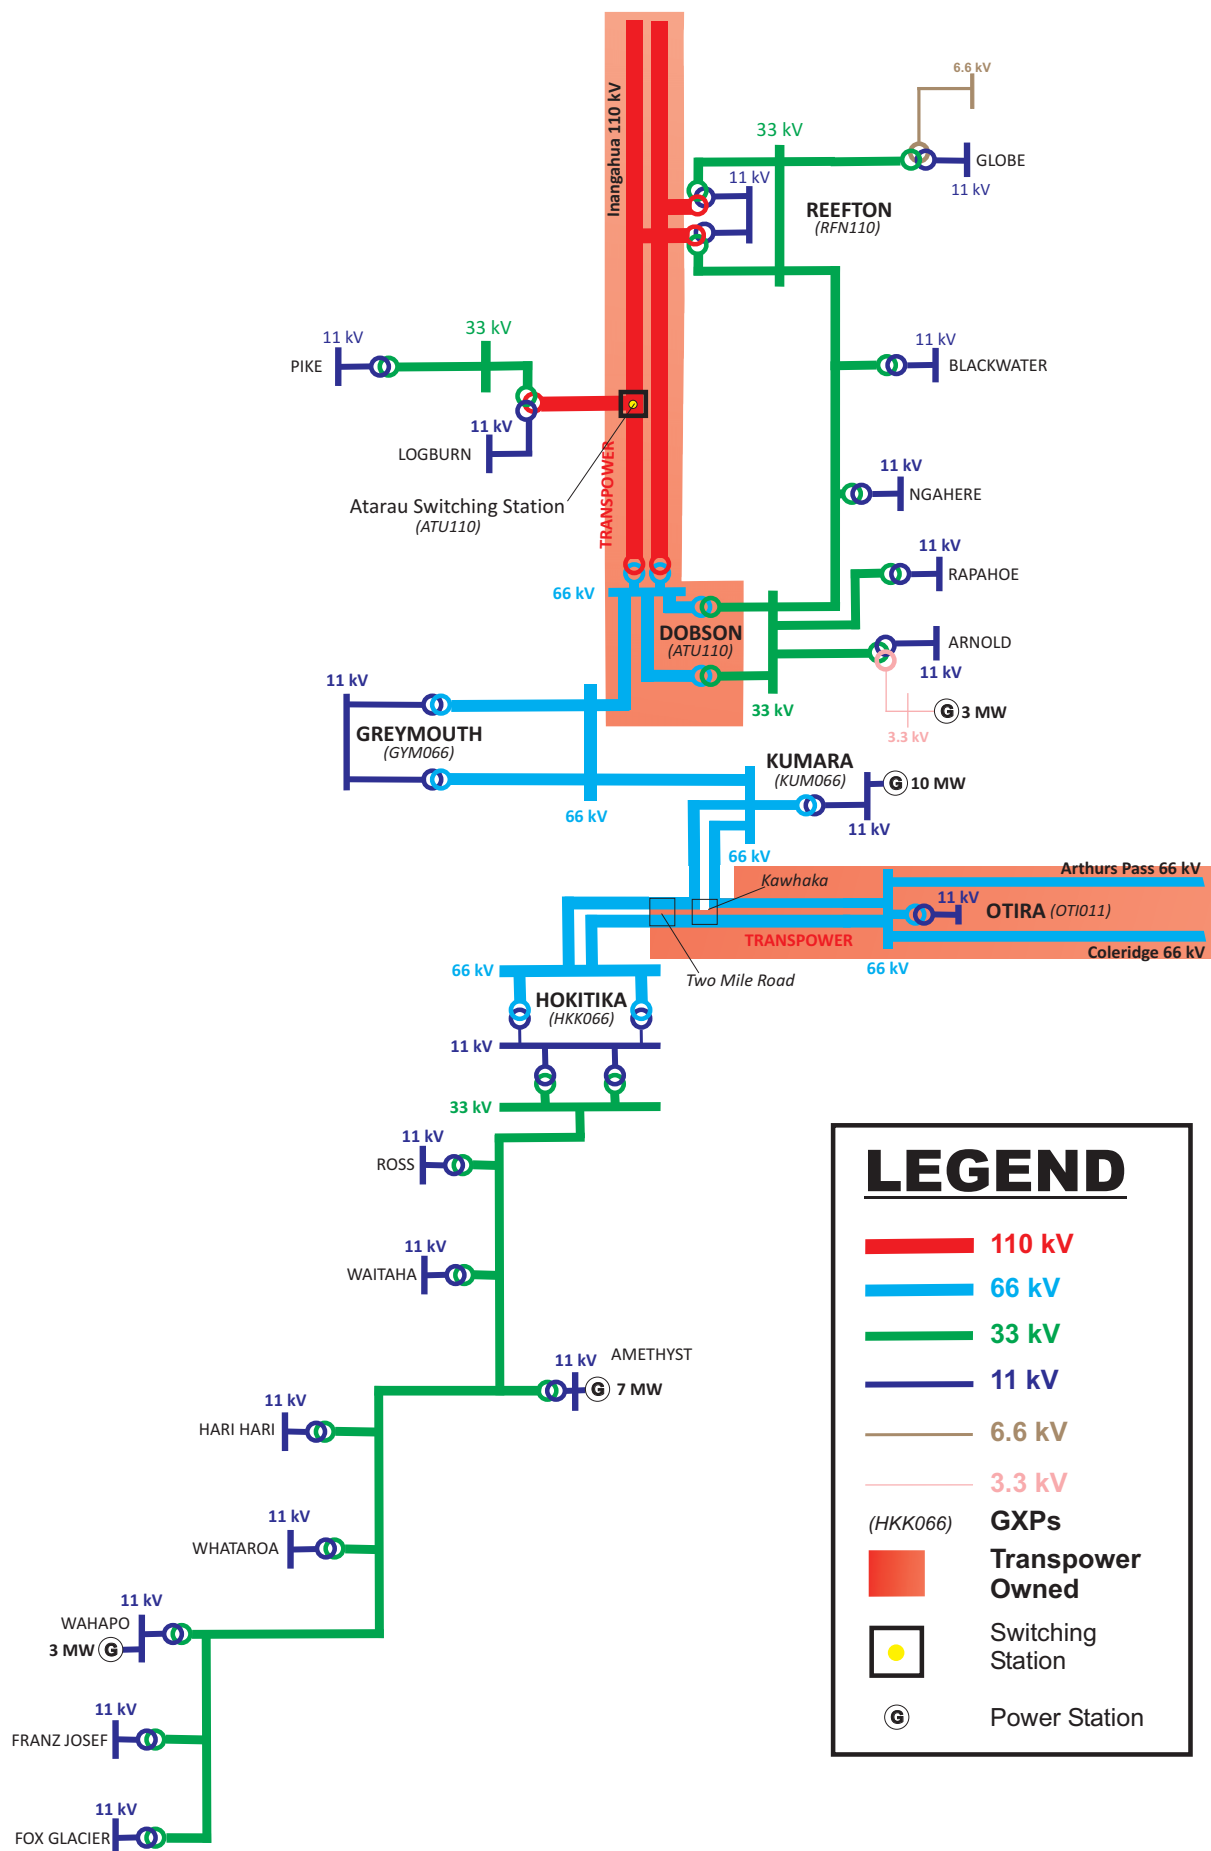 6.6 kV
Inangahua 110 kV
33 kV
GLOBE
11 kV
11 kV
REEFTON
(RFN110)
33 kV
11 kV
PIKE
11 kV
BLACKWATER
11 kV
LOGBURN
TRANSPOWER
Atarau Switching Station
(ATU110)
11 kV
NGAHERE
11 kV
RAPAHOE
66 kV
DOBSON
(ATU110)
ARNOLD
11 kV
33 kV
G 3 MW
3.3 kV
11 kV
GREYMOUTH
(GYM066)
66 kV
KUMARA
(KUM066)
G 10 MW
11 kV
66 kV
Kawhaka
Arthurs Pass 66 kV
11 kV
OTIRA (OTI011)
TRANSPOWER
Coleridge 66 kV
66 kV
Two Mile Road
66 kV
HOKITIKA
(HKK066)
11 kV
33 kV
11 kV
ROSS
11 kV
WAITAHA
AMETHYST
11 kV
G 7 MW
11 kV
HARI HARI
11 kV
WHATAROA
11 kV
WAHAPO
3 MW G
11 kV
FRANZ JOSEF
11 kV
FOX GLACIER
LEGEND
110 kV
66 kV
33 kV
11 kV
6.6 kV
3.3 kV
(HKK066) GXPs
Transpower
Owned
Switching
Station
G Power Station